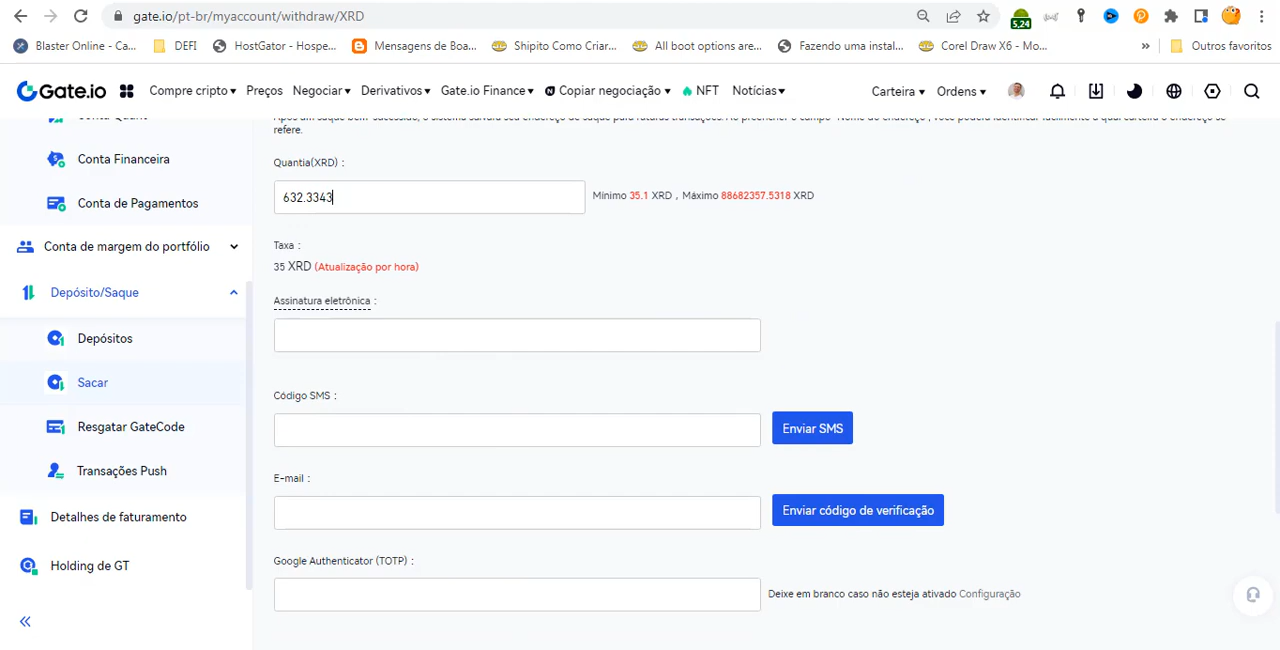 gate.io/pt-br/myaccount/withdraw/XRD
5,24
Blaster Online - Ca...
DEFI
HostGator - Hospe...
Mensagens de Boa...
Shipito Como Criar...
All boot options are...
Fazendo uma instal...
Corel Draw X6 - Mo...
»
Outros favoritos
Gate.io
Compre cripto
Preços
Negociar
Derivativos
Gate.io Finance
Copiar negociação
NFT
Notícias
Carteira
Ordens
refere.
Conta Financeira
Conta de Pagamentos
Conta de margem do portfólio
Depósito/Saque
Depósitos
Sacar
Resgatar GateCode
Transações Push
Detalhes de faturamento
Holding de GT
Quantia(XRD) :
632.3343
Mínimo 35.1 XRD , Máximo 88682357.5318 XRD
Taxa :
35 XRD (Atualização por hora)
Assinatura eletrônica :
Código SMS :
Enviar SMS
E-mail :
Enviar código de verificação
Google Authenticator (TOTP) :
Deixe em branco caso não esteja ativado Configuração